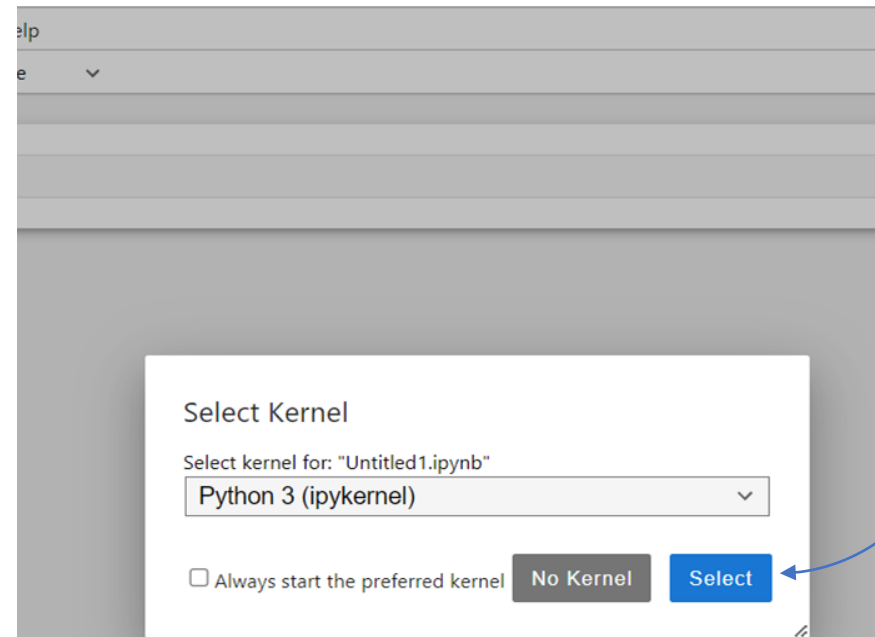 elp
e
Select Kernel
Select kernel for: "Untitled1.ipynb"
Python 3 (ipykernel)
Always start the preferred kernel No Kernel Select